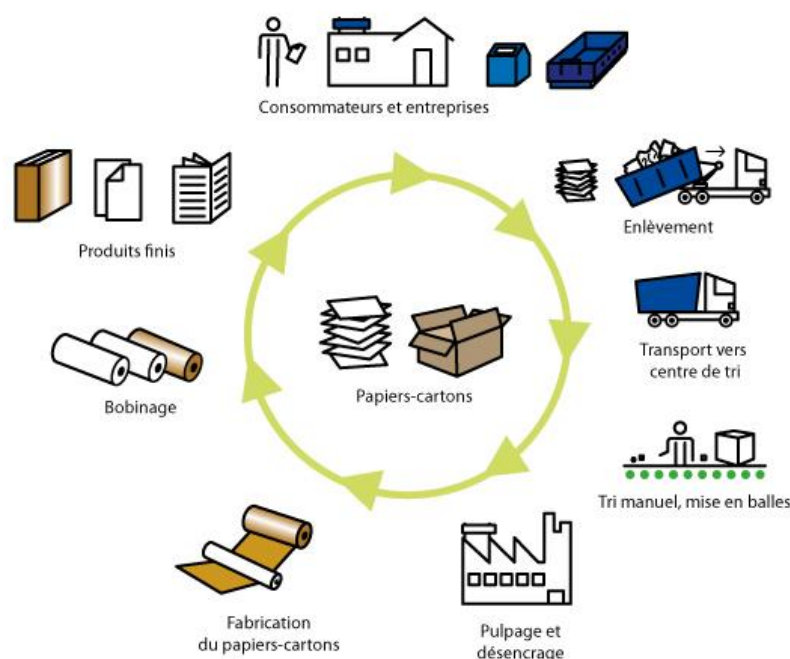 Consommateurs et entreprises
Enlèvement
Transport vers
centre de tri
Tri manuel, mise en balles
Pulpage et
désencrage
Fabrication
du papiers-cartons
Bobinage
Produits finis
Papiers-cartons